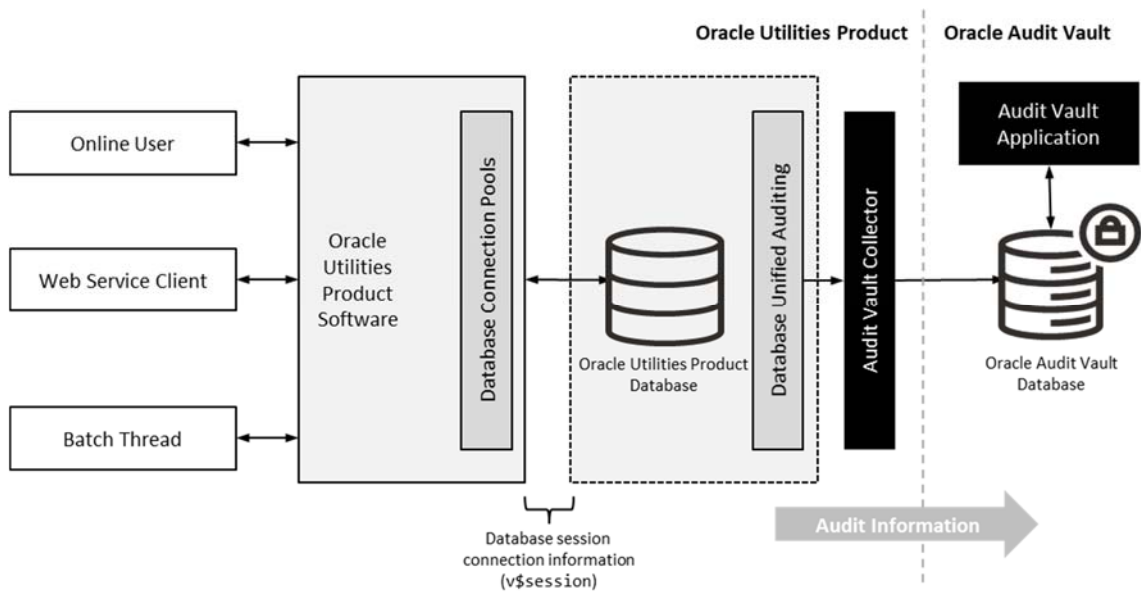 Oracle Utilities Product
Oracle Audit Vault
Online User
Web Service Client
Batch Thread
Oracle
Utilities
Product
Software
Database Connection Pools
Oracle Utilities Product
Database
Database Unified Auditing
Audit Vault Collector
Audit Vault
Application
Oracle Audit Vault
Database
Audit Information
Database session
connection information
(v$session)